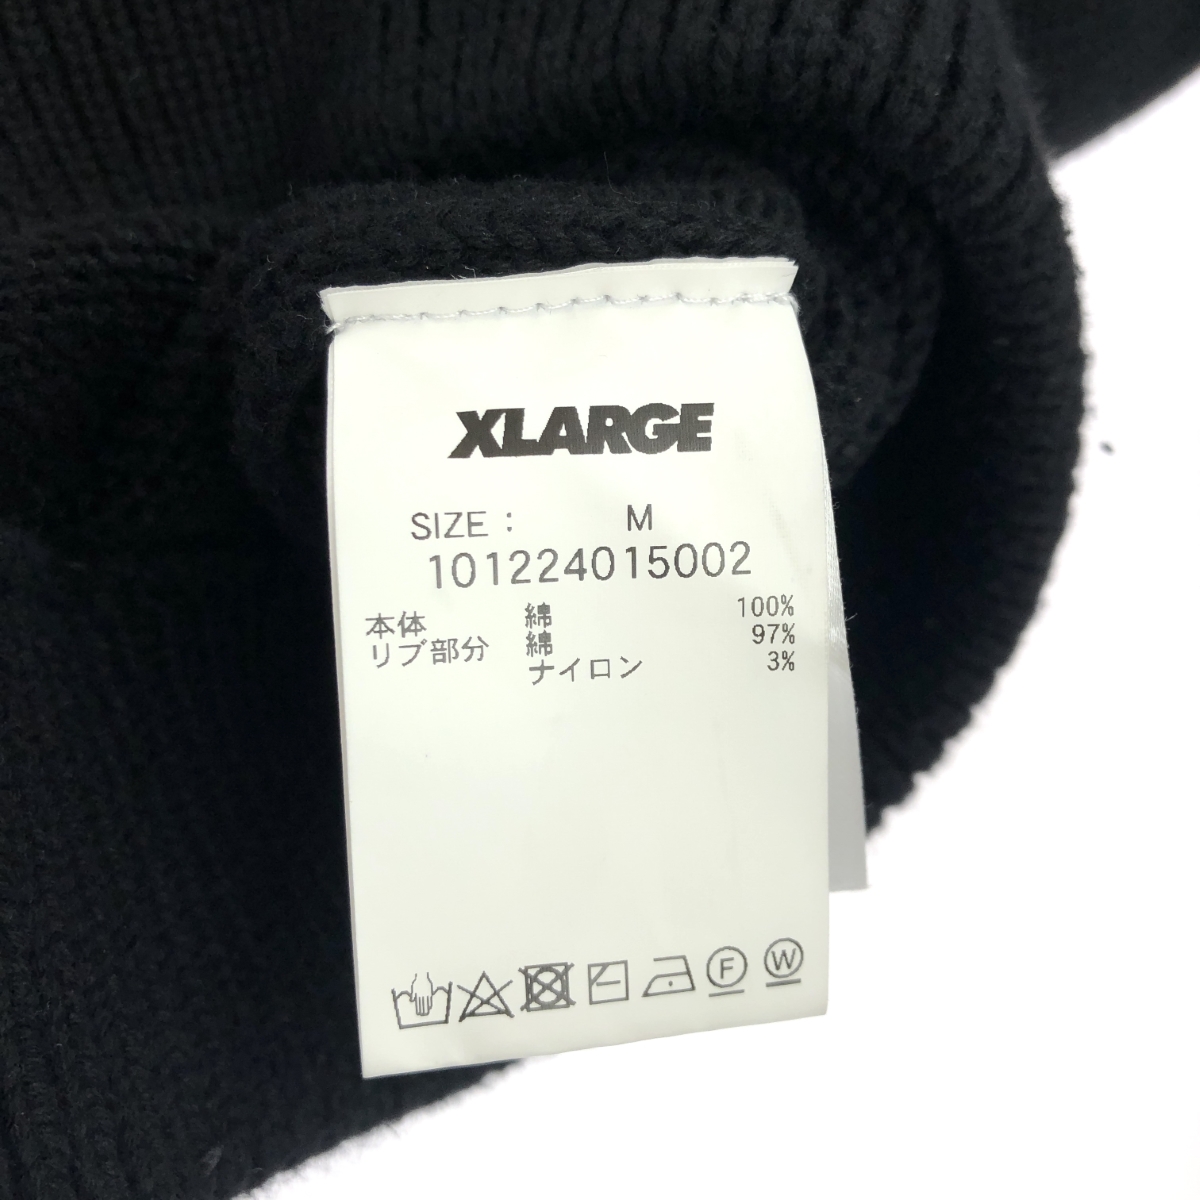 XLARGE
SIZE : M
101224015002
本体 綿 100%
リブ部分 綿 97%
ナイロン 3%
F W